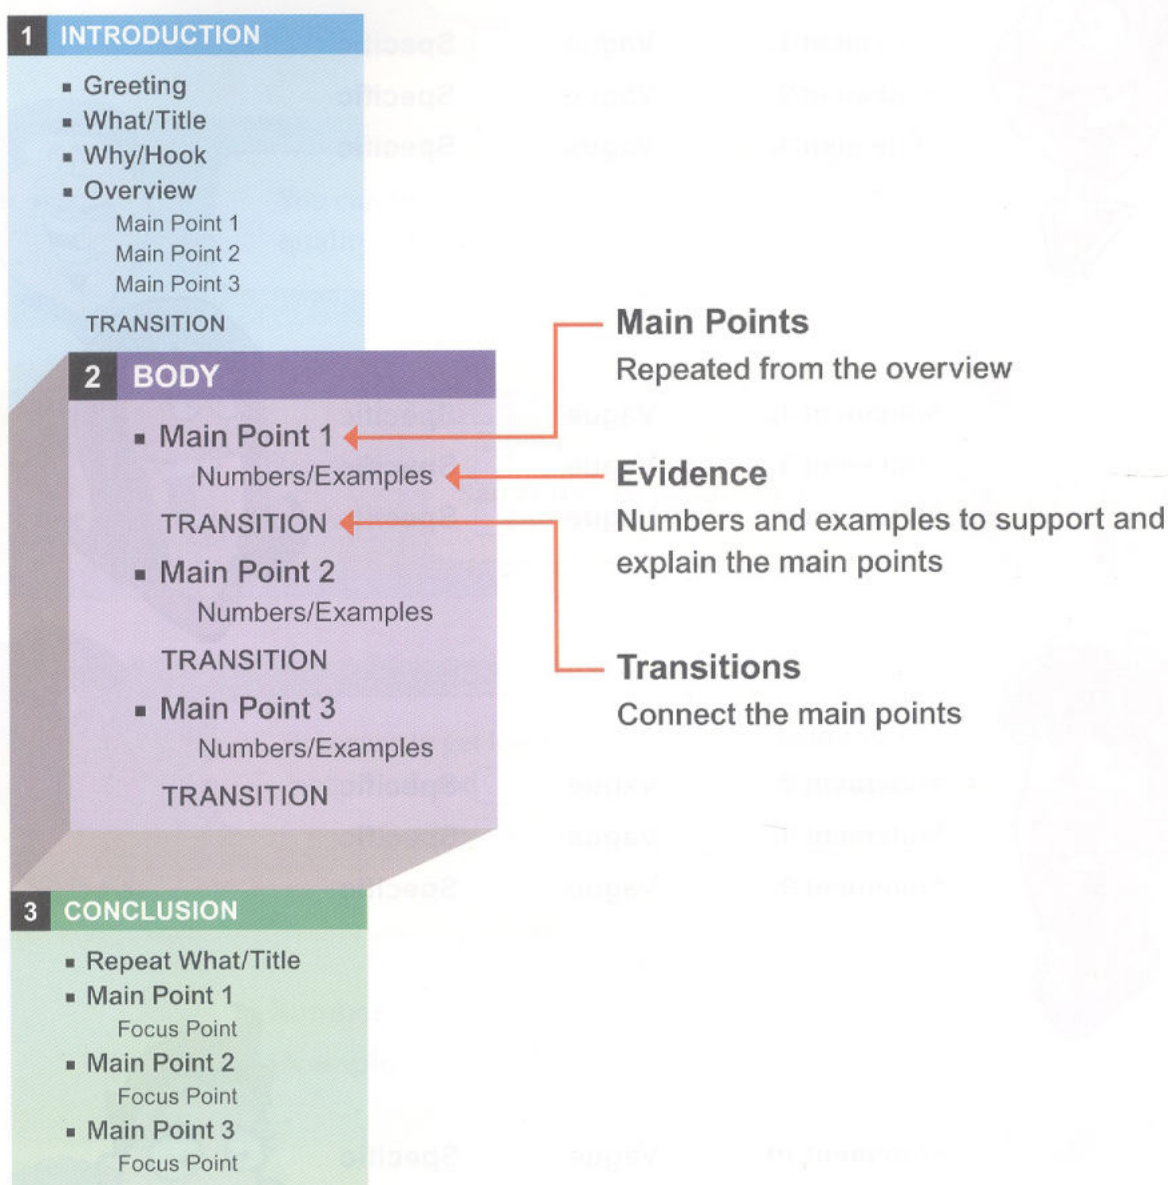 1 INTRODUCTION
▪ Greeting
▪ What/Title
▪ Why/Hook
▪ Overview
Main Point 1
Main Point 2
Main Point 3
TRANSITION
2 BODY
▪ Main Point 1
Numbers/Examples
TRANSITION
▪ Main Point 2
Numbers/Examples
TRANSITION
▪ Main Point 3
Numbers/Examples
TRANSITION
Main Points
Repeated from the overview
Evidence
Numbers and examples to support and
explain the main points
Transitions
Connect the main points
3 CONCLUSION
▪ Repeat What/Title
▪ Main Point 1
Focus Point
▪ Main Point 2
Focus Point
▪ Main Point 3
Focus Point